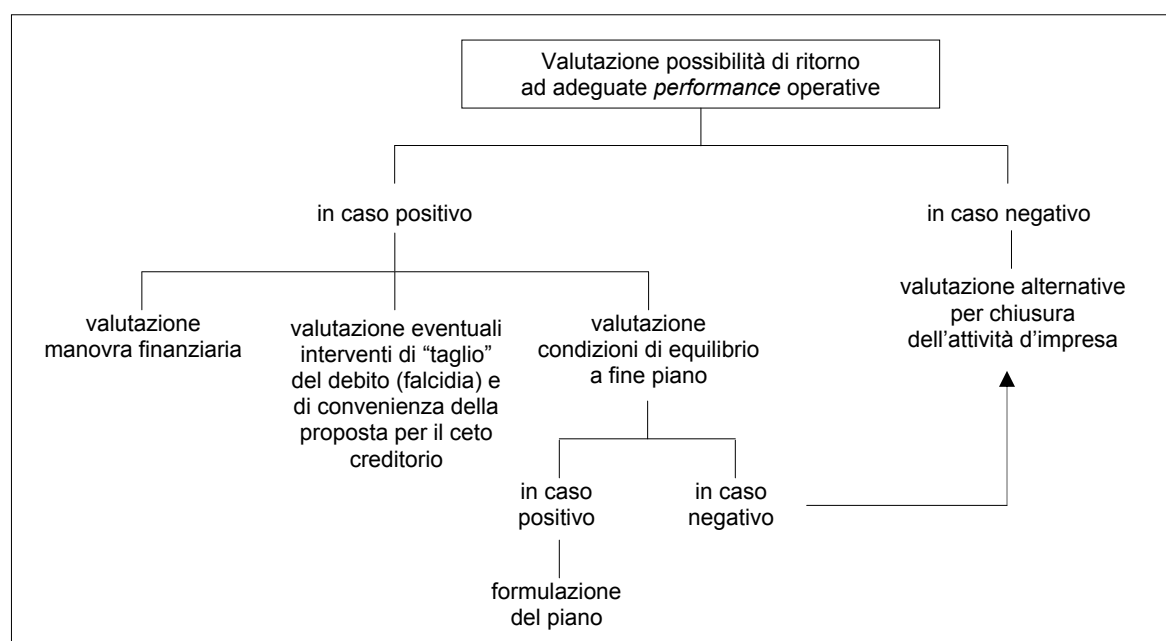 Valutazione possibilità di ritorno
ad adeguate performance operative
in caso positivo
in caso negativo
valutazione
manovra finanziaria
valutazione eventuali
interventi di “taglio”
del debito (falcidia) e
di convenienza della
proposta per il ceto
creditorio
valutazione
condizioni di equilibrio
a fine piano
valutazione alternative
per chiusura
dell’attività d’impresa
in caso
positivo
in caso
negativo
formulazione
del piano